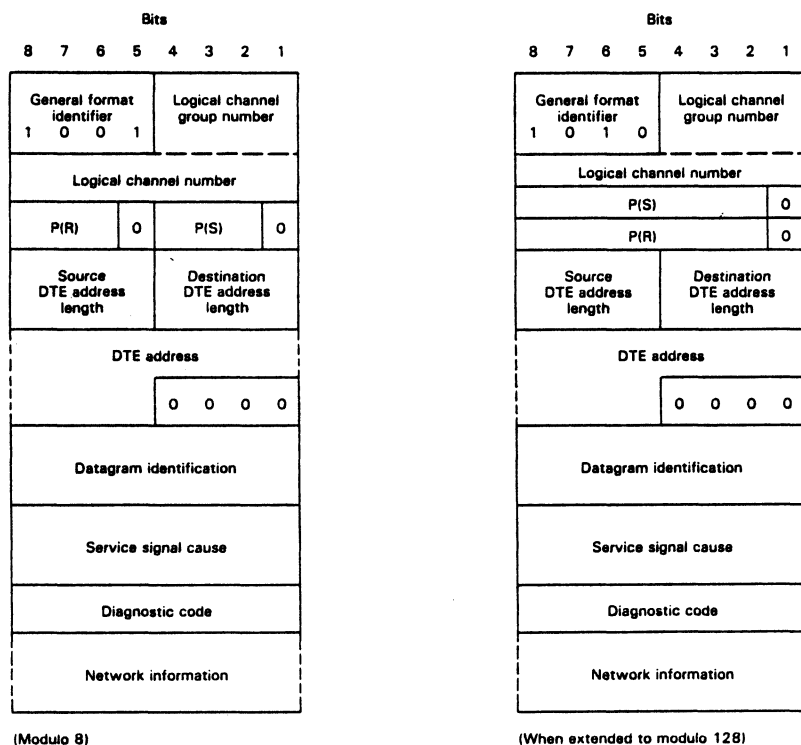 Bits
8 7 6 5 4 3 2 1
General format
identifier
1 0 0 1
Logical channel
group number
Logical channel number
P(R) 0 P(S) 0
Source
DTE address
length
Destination
DTE address
length
DTE address
0 0 0 0
Datagram identification
Service signal cause
Diagnostic code
Network information
(Modulo 8)
Bits
8 7 6 5 4 3 2 1
General format
identifier
1 0 1 0
Logical channel
group number
Logical channel number
P(S) 0
P(R) 0
Source
DTE address
length
Destination
DTE address
length
DTE address
0 0 0 0
Datagram identification
Service signal cause
Diagnostic code
Network information
(When extended to modulo 128)